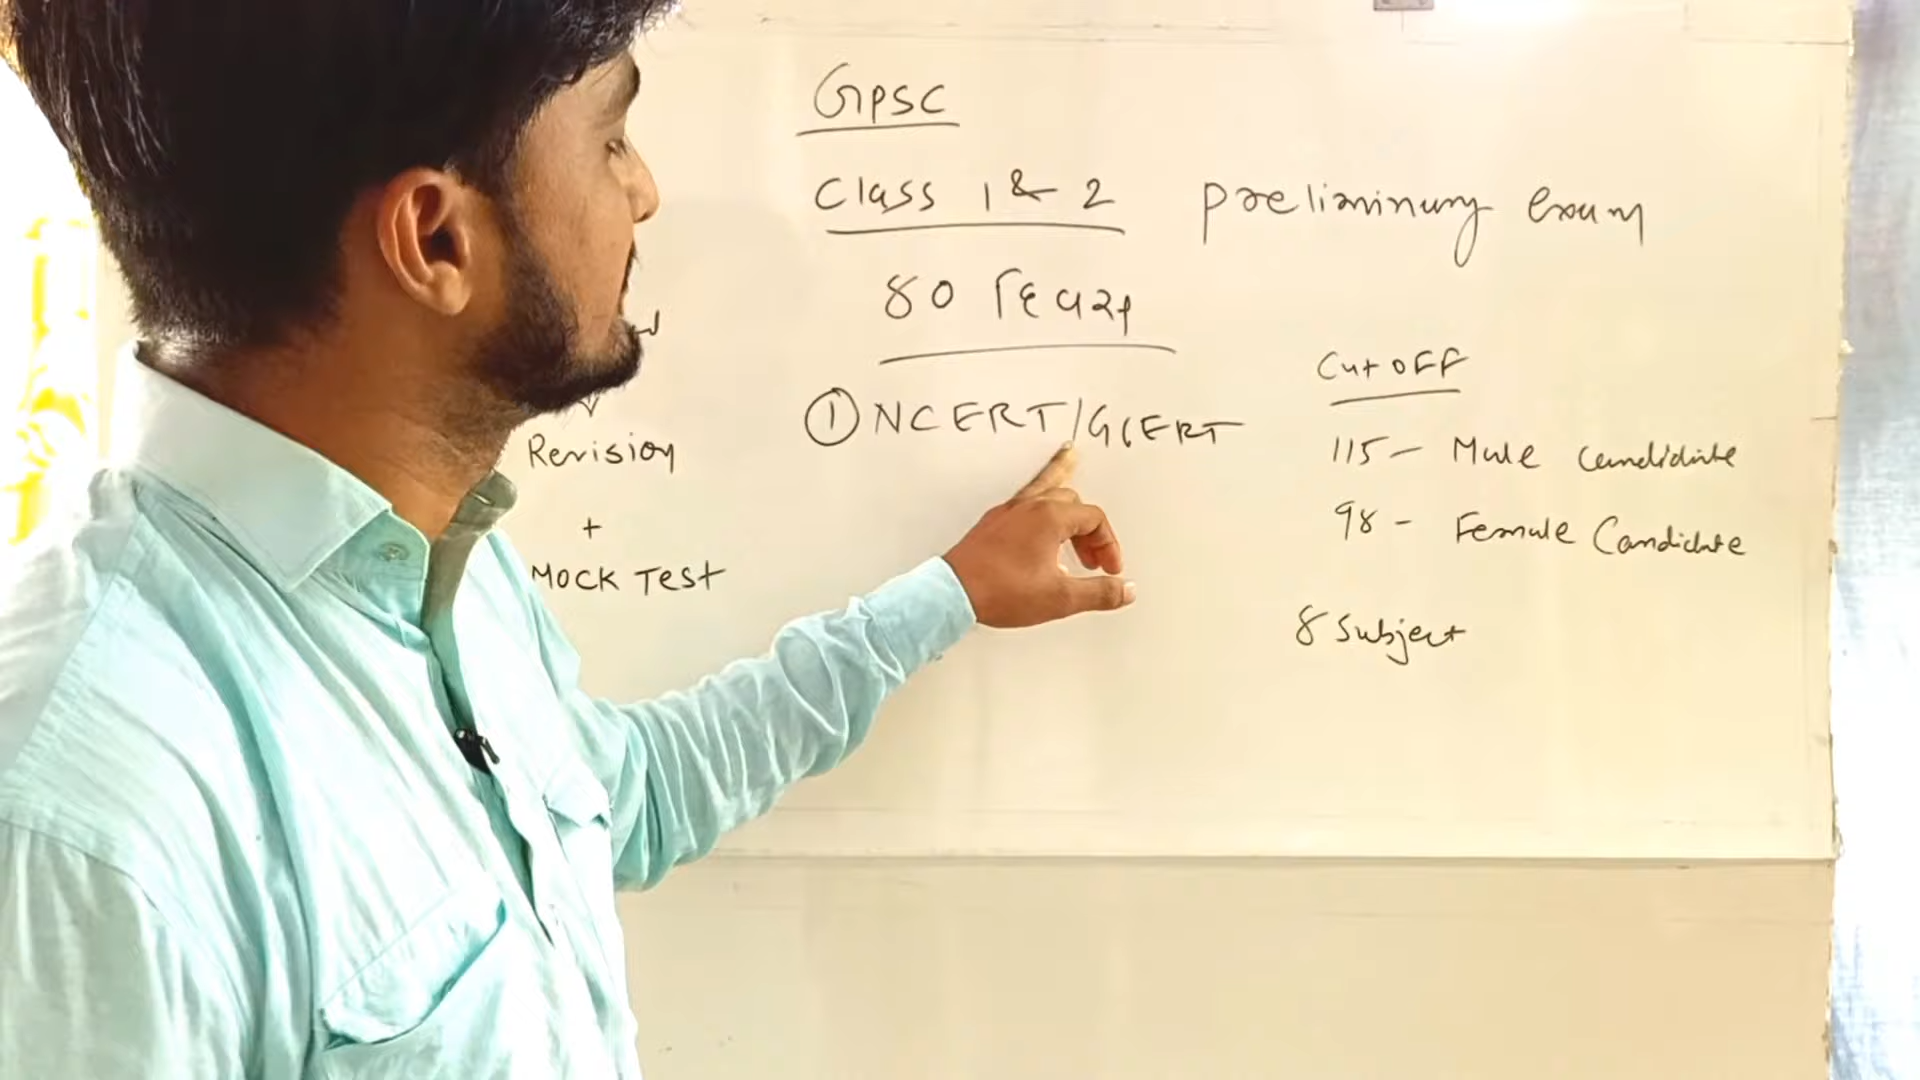 GPSC
Class 1 & 2 preliminary exam
80 દિવસ
① NCERT/GCERT
Cut OFF
115 - Male candidate
98 - Female Candidate
8 Subject
Revision
+
MOCK Test